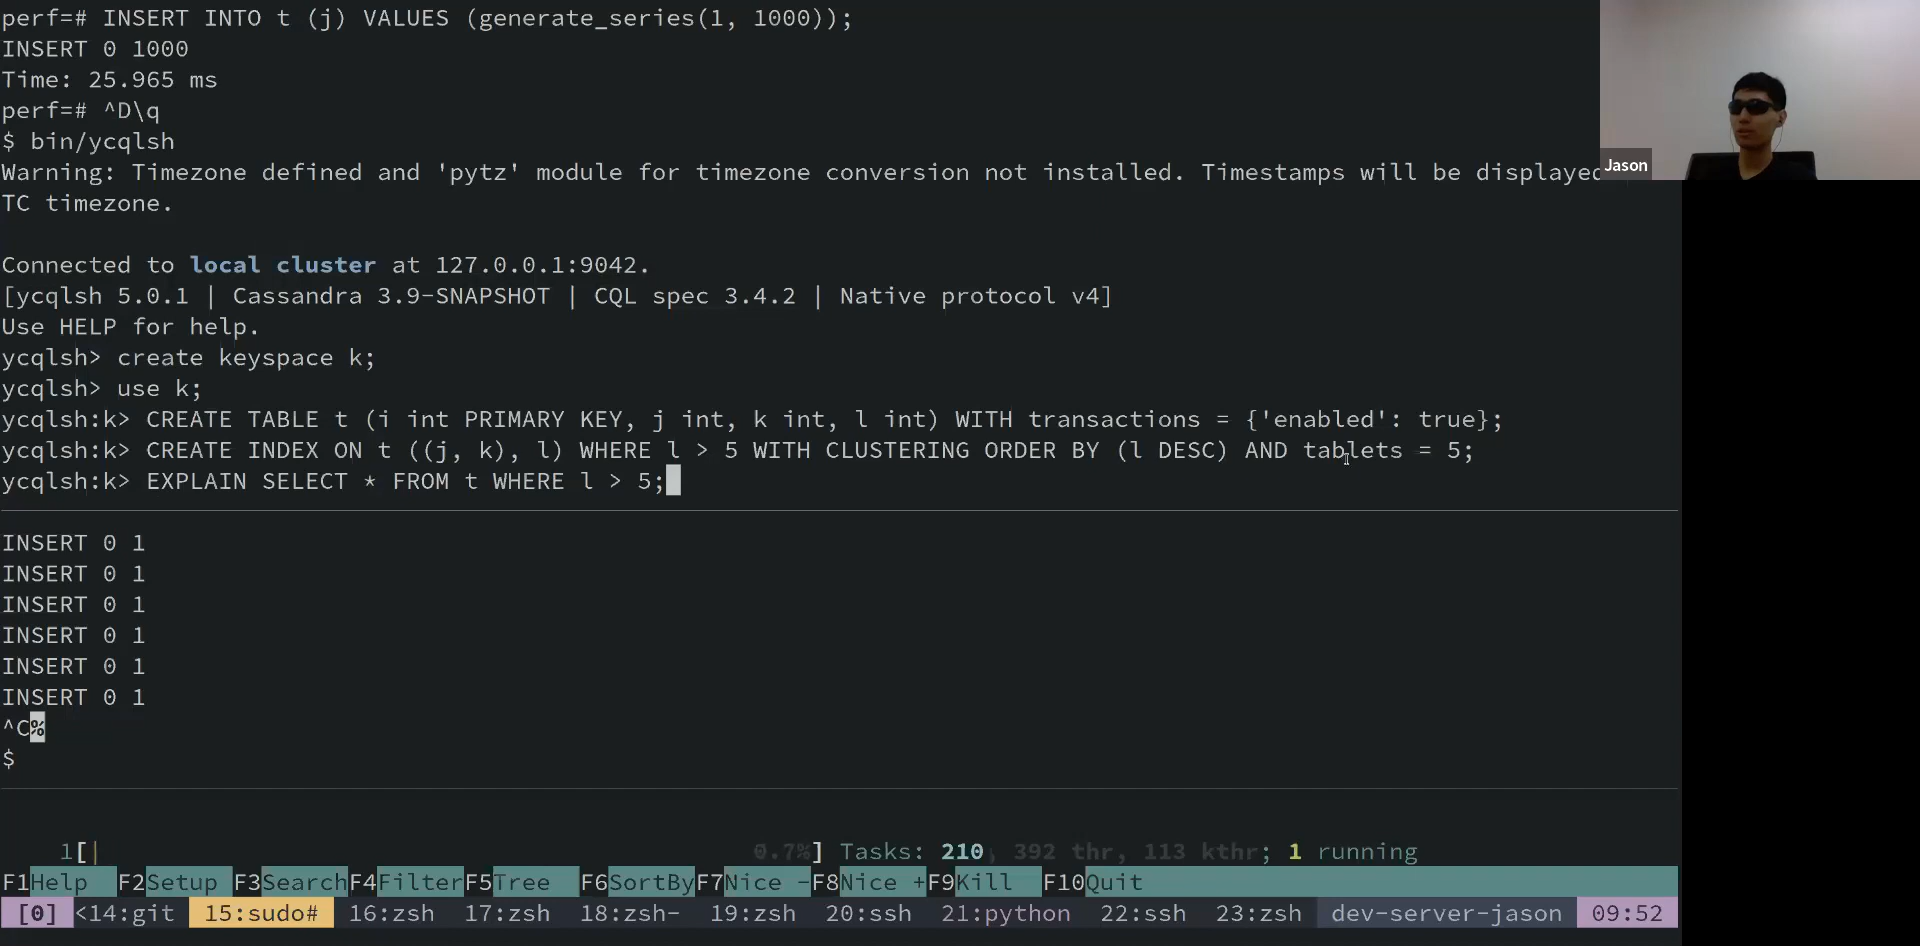 perf=# INSERT INTO t (j) VALUES (generate_series(1, 1000));
INSERT 0 1000
Time: 25.965 ms
perf=# ^D\q
$ bin/ycqlsh
Warning: Timezone defined and 'pytz' module for timezone conversion not installed. Timestamps will be displayed
TC timezone.
Jason
Connected to local cluster at 127.0.0.1:9042.
[ycqlsh 5.0.1 | Cassandra 3.9-SNAPSHOT | CQL spec 3.4.2 | Native protocol v4]
Use HELP for help.
ycqlsh> create keyspace k;
ycqlsh> use k;
ycqlsh:k> CREATE TABLE t (i int PRIMARY KEY, j int, k int, l int) WITH transactions = {'enabled': true};
ycqlsh:k> CREATE INDEX ON t ((j, k), l) WHERE l > 5 WITH CLUSTERING ORDER BY (l DESC) AND tablets = 5;
ycqlsh:k> EXPLAIN SELECT * FROM t WHERE l > 5;
INSERT 0 1
INSERT 0 1
INSERT 0 1
INSERT 0 1
INSERT 0 1
INSERT 0 1
^C%
$
1[| 0.7%] Tasks: 210, 392 thr, 113 kthr; 1 running
F1Help F2Setup F3SearchF4FilterF5Tree F6SortByF7Nice -F8Nice +F9Kill F10Quit
[0] <14:git 15:sudo# 16:zsh 17:zsh 18:zsh- 19:zsh 20:ssh 21:python 22:ssh 23:zsh dev-server-jason 09:52